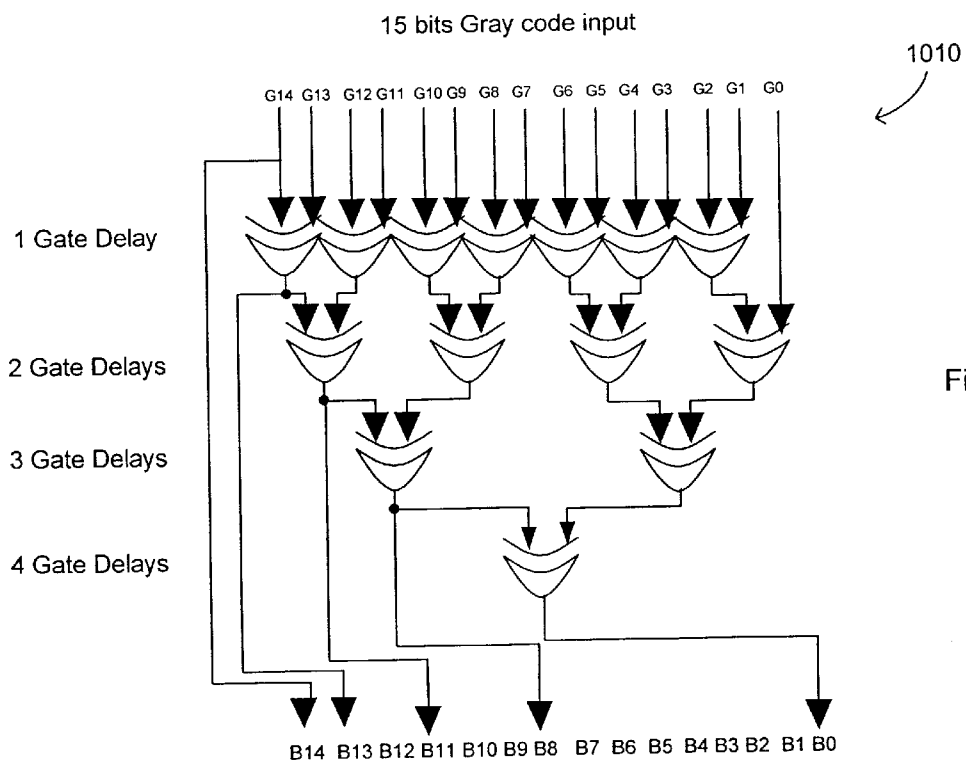 15 bits Gray code input
1010
G14 G13 G12 G11 G10 G9 G8 G7 G6 G5 G4 G3 G2 G1 G0
1 Gate Delay
2 Gate Delays
Fi
3 Gate Delays
4 Gate Delays
B14 B13 B12 B11 B10 B9 B8 B7 B6 B5 B4 B3 B2 B1 B0